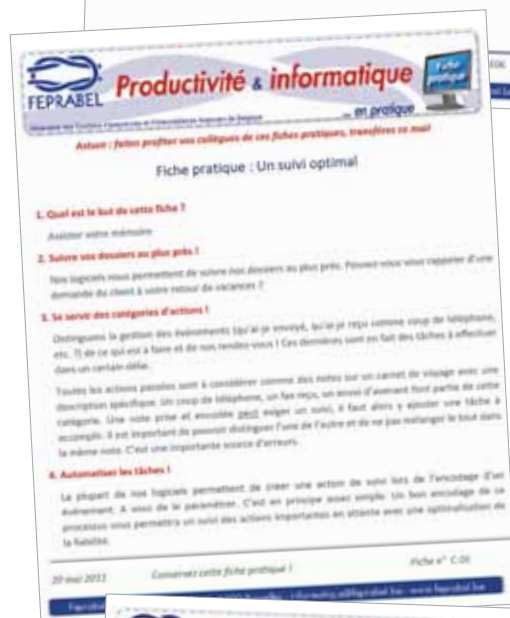 EDE
FEPRABEL
Productivité & informatique
Fiche pratique
... en pratique
Astuce : faites profiter vos collègues de ces fiches pratiques, transférez ce mail
Fiche pratique : Un suivi optimal
1. Quel est le but de cette fiche ?
Assister votre mémoire
2. Suivre vos dossiers au plus près !
Nos logiciels nous permettent de suivre nos dossiers au plus près. Pouvez-vous vous rappeler d'une
demande du client à votre retour de vacances ?
3. Se servir des catégories d'actions !
Distinguons la gestion des événements (qu'ai-je envoyé, qu'ai-je reçu comme coup de téléphone,
etc. ?) de ce qui est à faire et de nos rendez-vous ! Ces dernières sont en fait des tâches à effectuer
dans un certain délai.
Toutes les actions passées sont à considérer comme des notes sur un carnet de voyage avec une
description spécifique. Un coup de téléphone, un fax reçu, un envoi d'avenant font partie de cette
catégorie. Une note prise et encodée peut exiger un suivi, il faut alors y ajouter une tâche à
accomplir. Il est important de pouvoir distinguer l'une de l'autre et de ne pas mélanger le tout dans
la même note. C'est une importante source d'erreurs.
4. Automatiser les tâches !
La plupart de nos logiciels permettent de créer une action de suivi lors de l'encodage d'un
événement. A vous de le paramétrer. C'est en principe assez simple. Un bon encodage de ce
processus vous permettra un suivi des actions importantes en attente avec une optimalisation de
la fiabilité.
20 mai 2011 Conservez cette fiche pratique ! Fiche n° C.06
www.feprabel.be